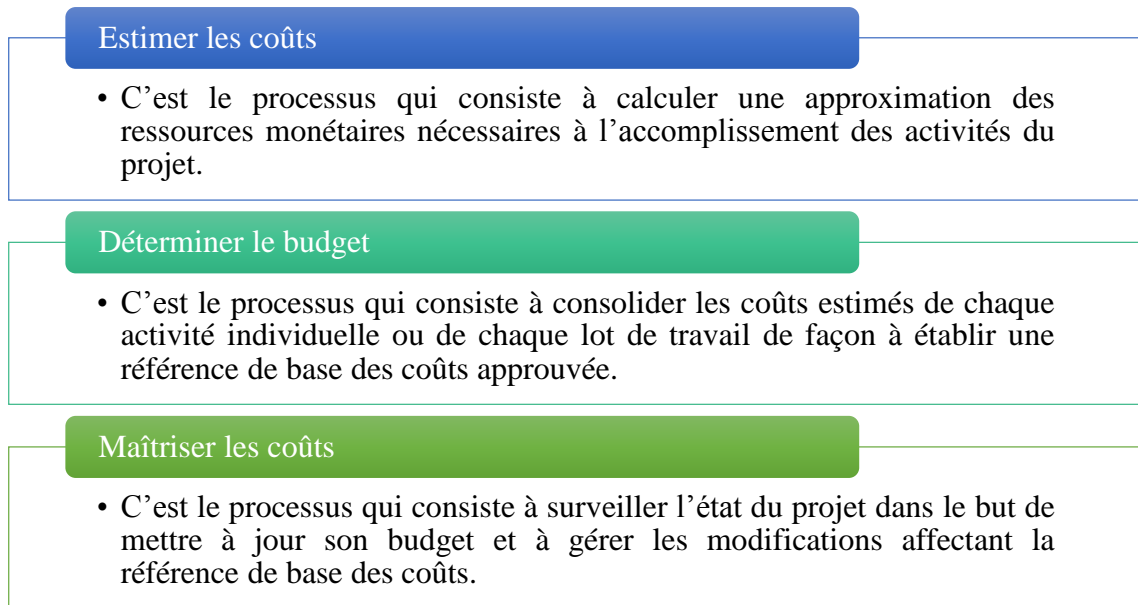 Estimer les coûts
• C’est le processus qui consiste à calculer une approximation des
ressources monétaires nécessaires à l’accomplissement des activités du
projet.
Déterminer le budget
• C’est le processus qui consiste à consolider les coûts estimés de chaque
activité individuelle ou de chaque lot de travail de façon à établir une
référence de base des coûts approuvée.
Maîtriser les coûts
• C’est le processus qui consiste à surveiller l’état du projet dans le but de
mettre à jour son budget et à gérer les modifications affectant la
référence de base des coûts.